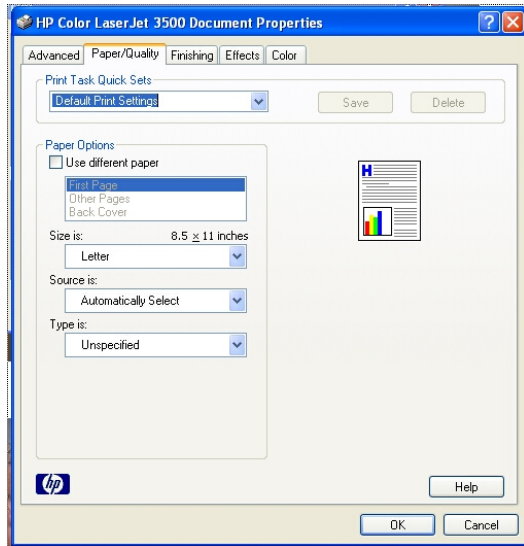 HP Color LaserJet 3500 Document Properties
Advanced Paper/Quality Finishing Effects Color
Print Task Quick Sets
Default Print Settings Save Delete
Paper Options
Use different paper
First Page
Other Pages
Back Cover
Size is: 8.5 x 11 inches
Letter
Source is:
Automatically Select
Type is:
Unspecified
H
hp Help
OK Cancel